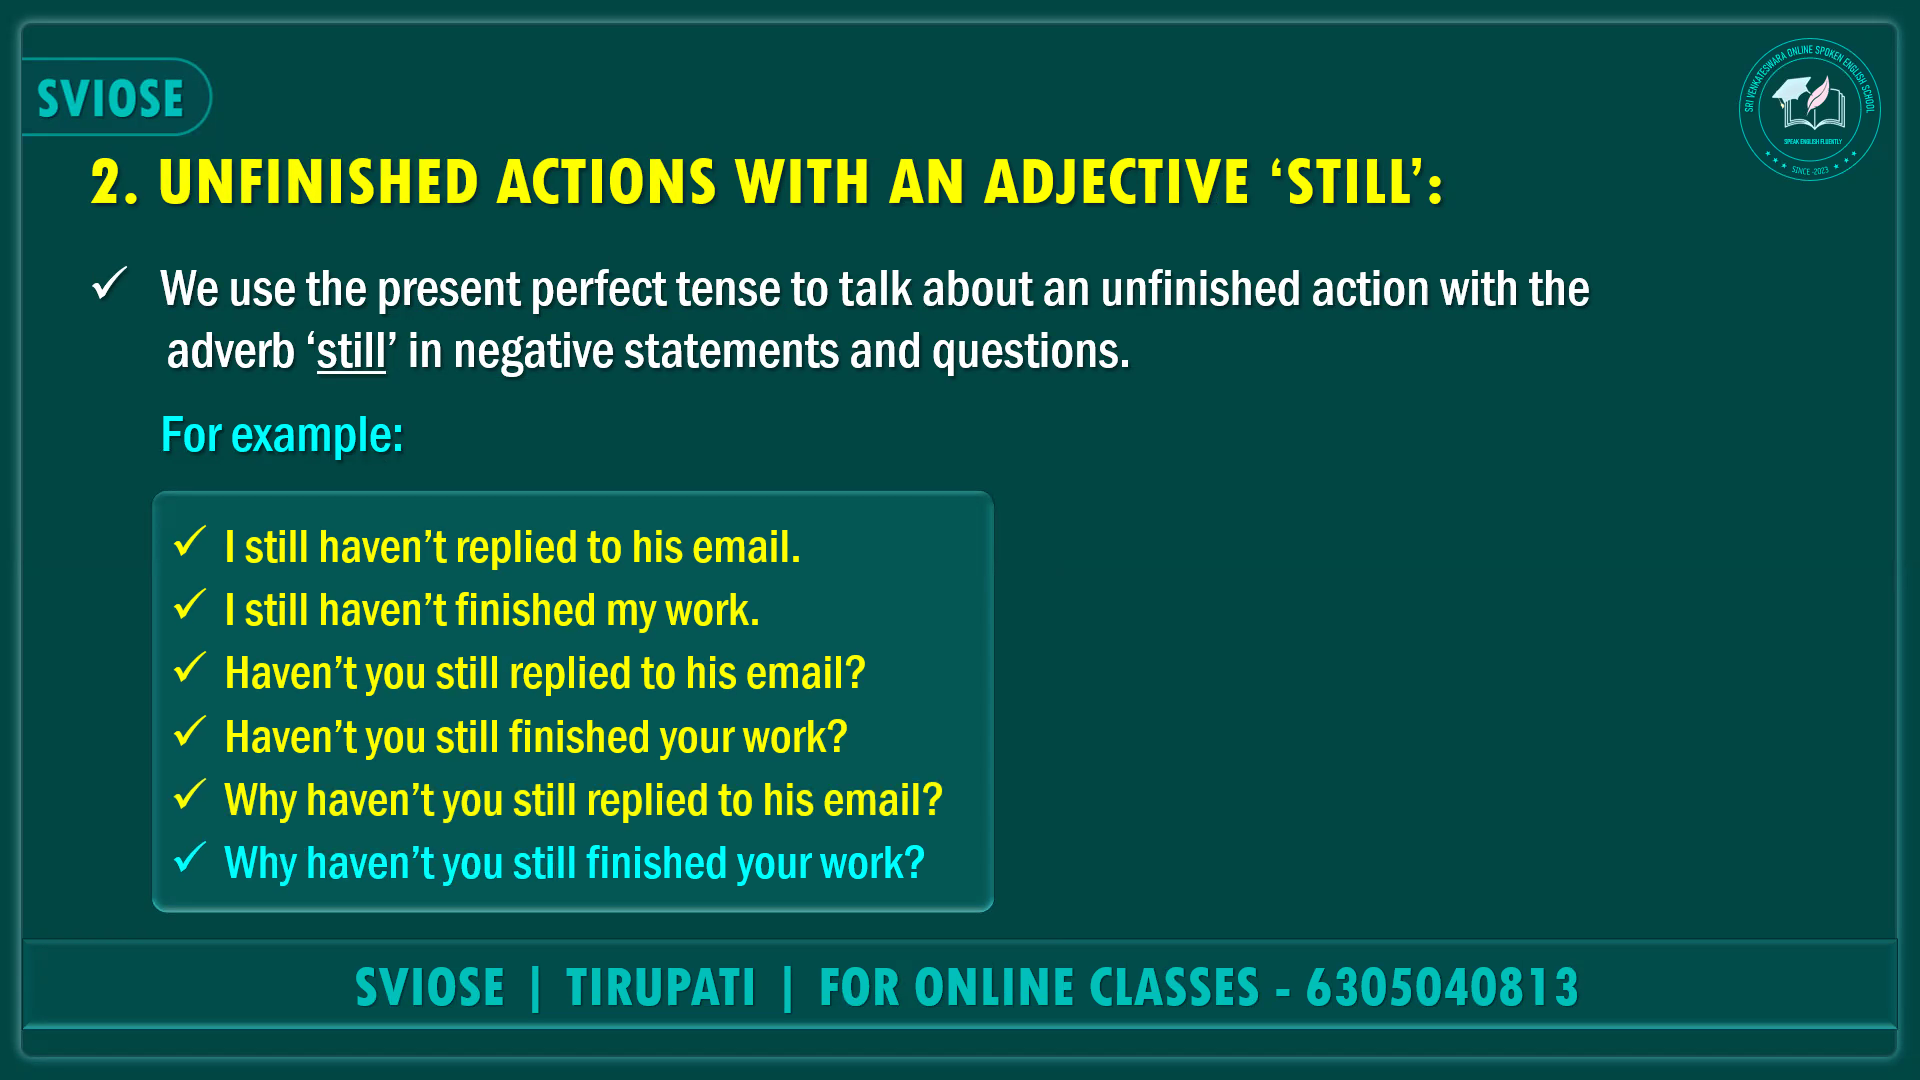 SVIOSE
SRI VENKATESWARA ONLINE SPOKEN ENGLISH SCHOOL
SPEAK ENGLISH FLUENTLY
SINCE -2023
2. UNFINISHED ACTIONS WITH AN ADJECTIVE ‘STILL’:
✓ We use the present perfect tense to talk about an unfinished action with the
adverb ‘still’ in negative statements and questions.
For example:
✓ I still haven’t replied to his email.
✓ I still haven’t finished my work.
✓ Haven’t you still replied to his email?
✓ Haven’t you still finished your work?
✓ Why haven’t you still replied to his email?
✓ Why haven’t you still finished your work?
SVIOSE | TIRUPATI | FOR ONLINE CLASSES - 6305040813